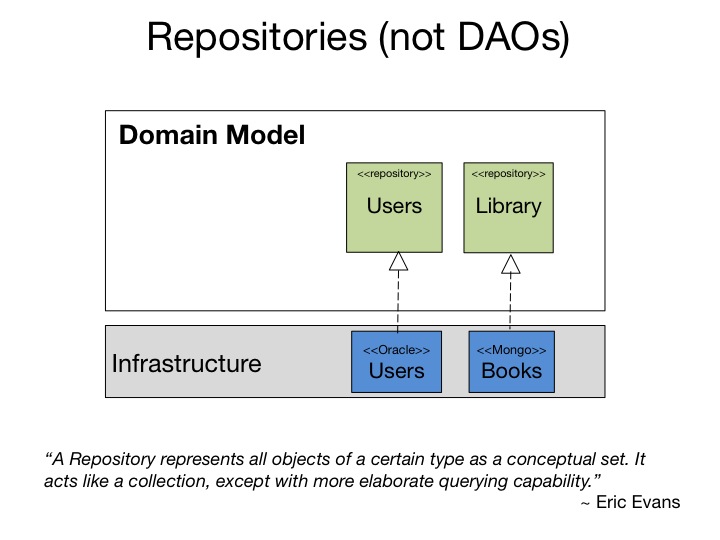 Repositories (not DAOs)
Domain Model
<<repository>>
Users
<<repository>>
Library
Infrastructure
<<Oracle>>
Users
<<Mongo>>
Books
“A Repository represents all objects of a certain type as a conceptual set. It
acts like a collection, except with more elaborate querying capability.”
~ Eric Evans